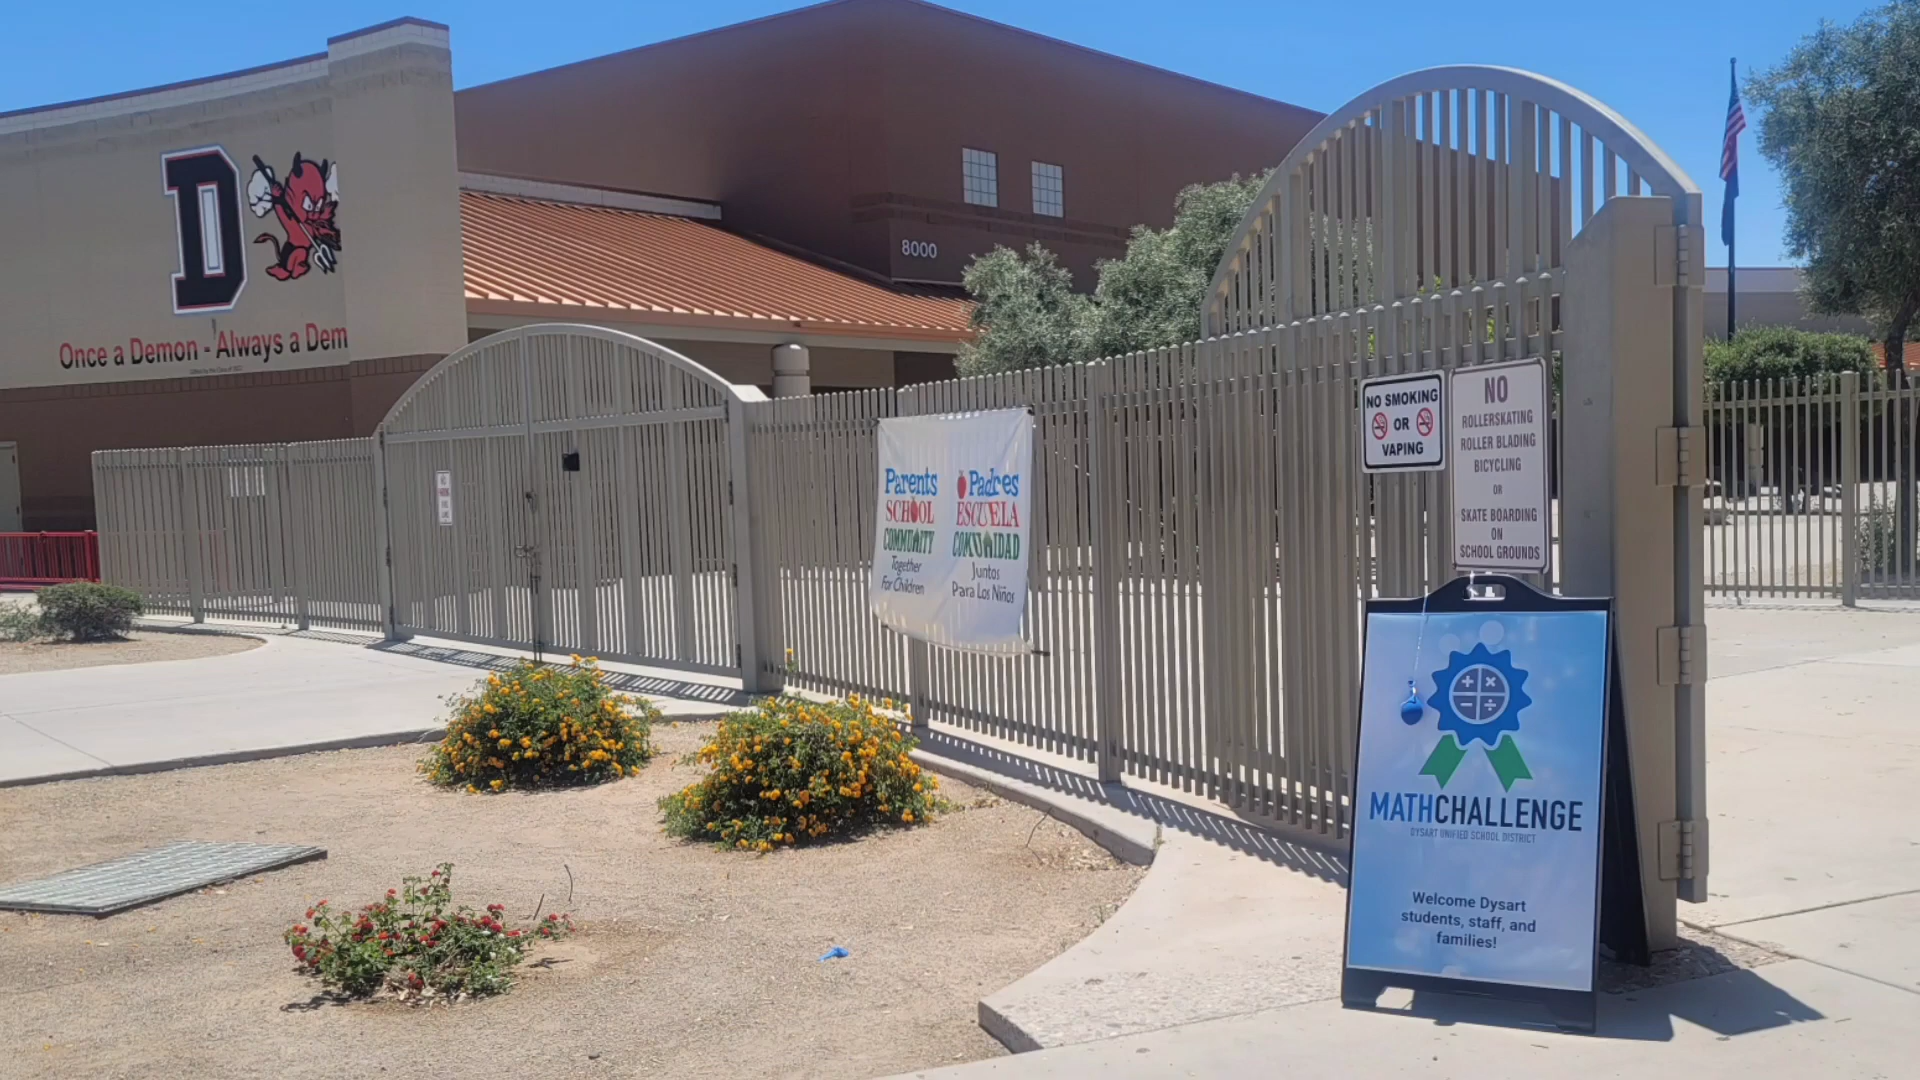 D
Once a Demon - Always a Dem
8000
Parents
SCHOOL
COMMUNITY
Together
For Children
Padres
ESCUELA
COMUNIDAD
Juntos
Para Los Niños
NO SMOKING
OR
VAPING
NO
ROLLERSKATING
ROLLER BLADING
BICYCLING
OR
SKATE BOARDING
ON
SCHOOL GROUNDS
MATHCHALLENGE
DYSART UNIFIED SCHOOL DISTRICT
Welcome Dysart
students, staff, and
families!